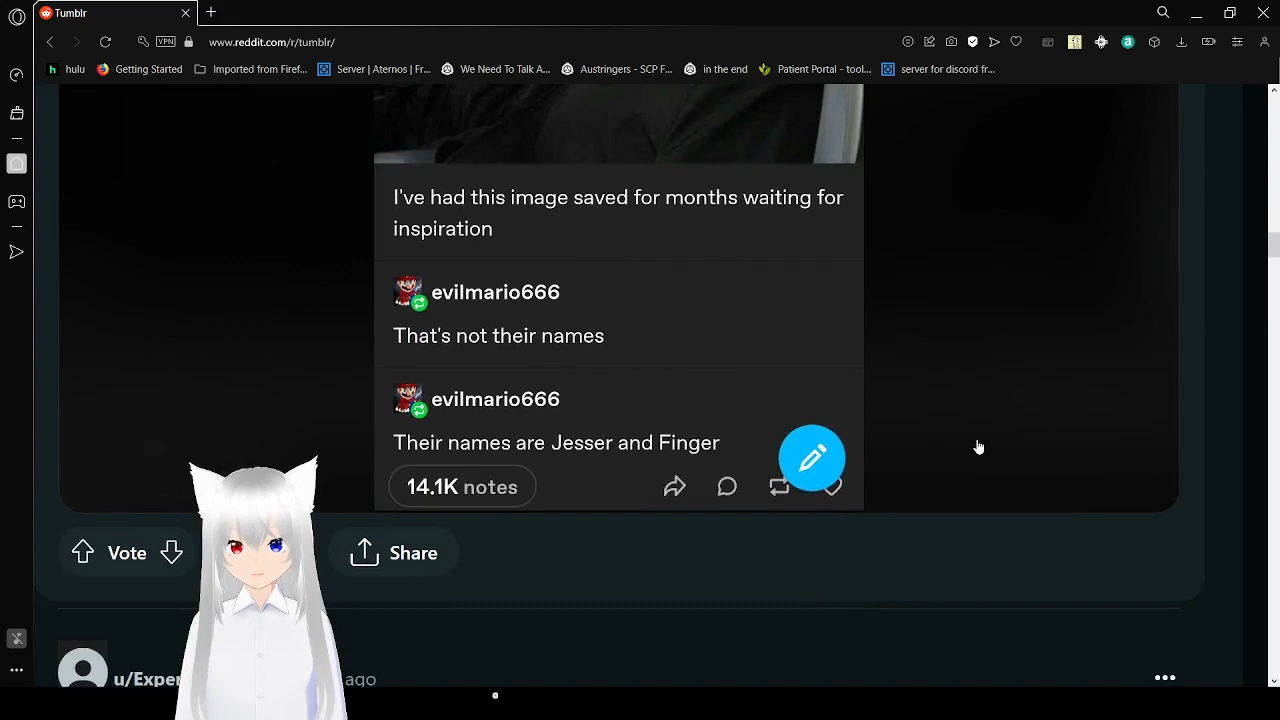 Tumblr
VPN
www.reddit.com/r/tumblr/
hulu
Getting Started
Imported from Firef...
Server | Aternos | Fr...
We Need To Talk A...
Austringers - SCP F...
in the end
Patient Portal - tool...
server for discord fr...
I've had this image saved for months waiting for
inspiration
evilmario666
That's not their names
evilmario666
Their names are Jesser and Finger
14.1K notes
Vote
Share
ago